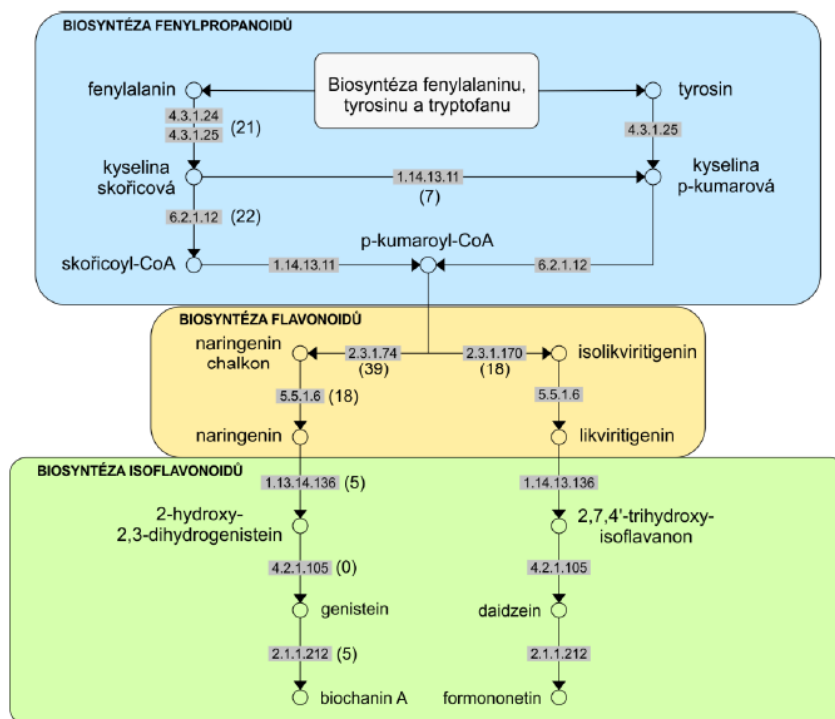 BIOSYNTÉZA FENYLPROPANOIDŮ
Biosyntéza fenylalaninu,
tyrosinu a tryptofanu
fenylalanin
tyrosin
4.3.1.24
4.3.1.25
(21)
4.3.1.25
kyselina
skořicová
1.14.13.11
(7)
kyselina
p-kumarová
6.2.1.12 (22)
p-kumaroyl-CoA
skořicoyl-CoA
1.14.13.11
6.2.1.12
BIOSYNTÉZA FLAVONOIDŮ
naringenin
chalkon
2.3.1.74
(39)
2.3.1.170
(18)
isolikviritigenin
5.5.1.6 (18)
5.5.1.6
naringenin
likviritigenin
BIOSYNTÉZA ISOFLAVONOIDŮ
1.13.14.136 (5)
1.14.13.136
2-hydroxy-
2,3-dihydrogenistein
2,7,4'-trihydroxy-
isoflavanon
4.2.1.105 (0)
4.2.1.105
genistein
daidzein
2.1.1.212 (5)
2.1.1.212
biochanin A
formononetin